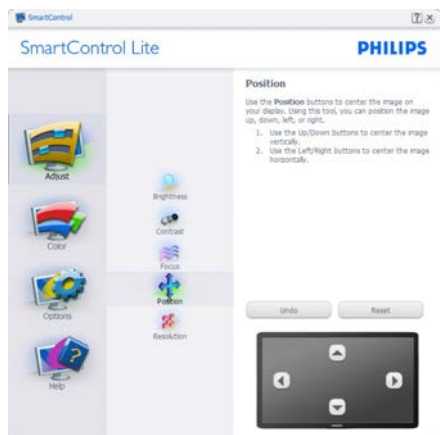 SmartControl
SmartControl Lite
PHILIPS
Adjust
Color
Options
Help
Brightness
Contrast
Focus
Position
Resolution
Position
Use the Position buttons to center the image on
your display. Using this tool, you can position the image
up, down, left, or right.
1. Use the Up/Down buttons to center the image
vertically.
2. Use the Left/Right buttons to center the image
horizontally.
Undo
Reset